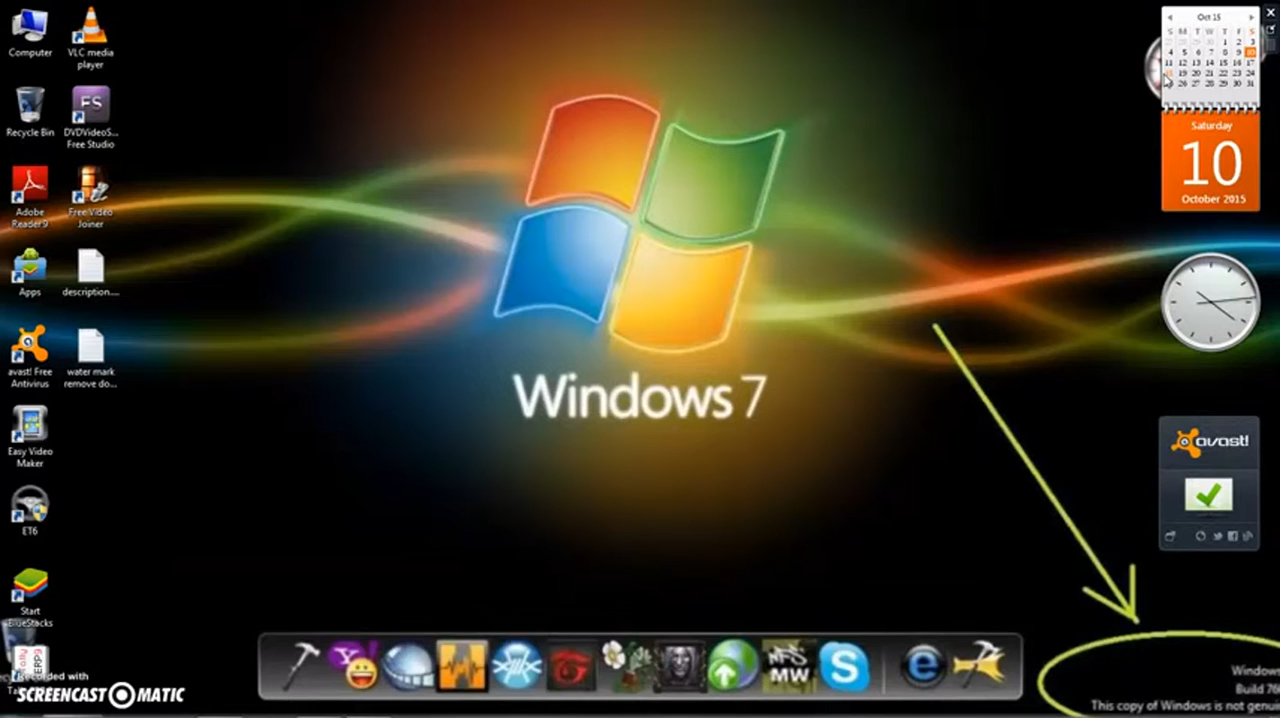 Computer
VLC media
player
Recycle Bin
DVDVideoS...
Free Studio
FS
Adobe
Reader 9
Free Video
Joiner
Apps
description....
avast! Free
Antivirus
water mark
remove do...
Easy Video
Maker
ET6
Start
BlueStacks
Recorded with
SCREENCAST-O-MATIC
Tally
ERP9
Windows 7
Oct 15
S M T W T F S
1 2 3
4 5 6 7 8 9 10
11 12 13 14 15 16 17
18 19 20 21 22 23 24
25 26 27 28 29 30 31
Saturday
10
October 2015
avast!
NFS
MW
Windows
Build 76
This copy of Windows is not genui